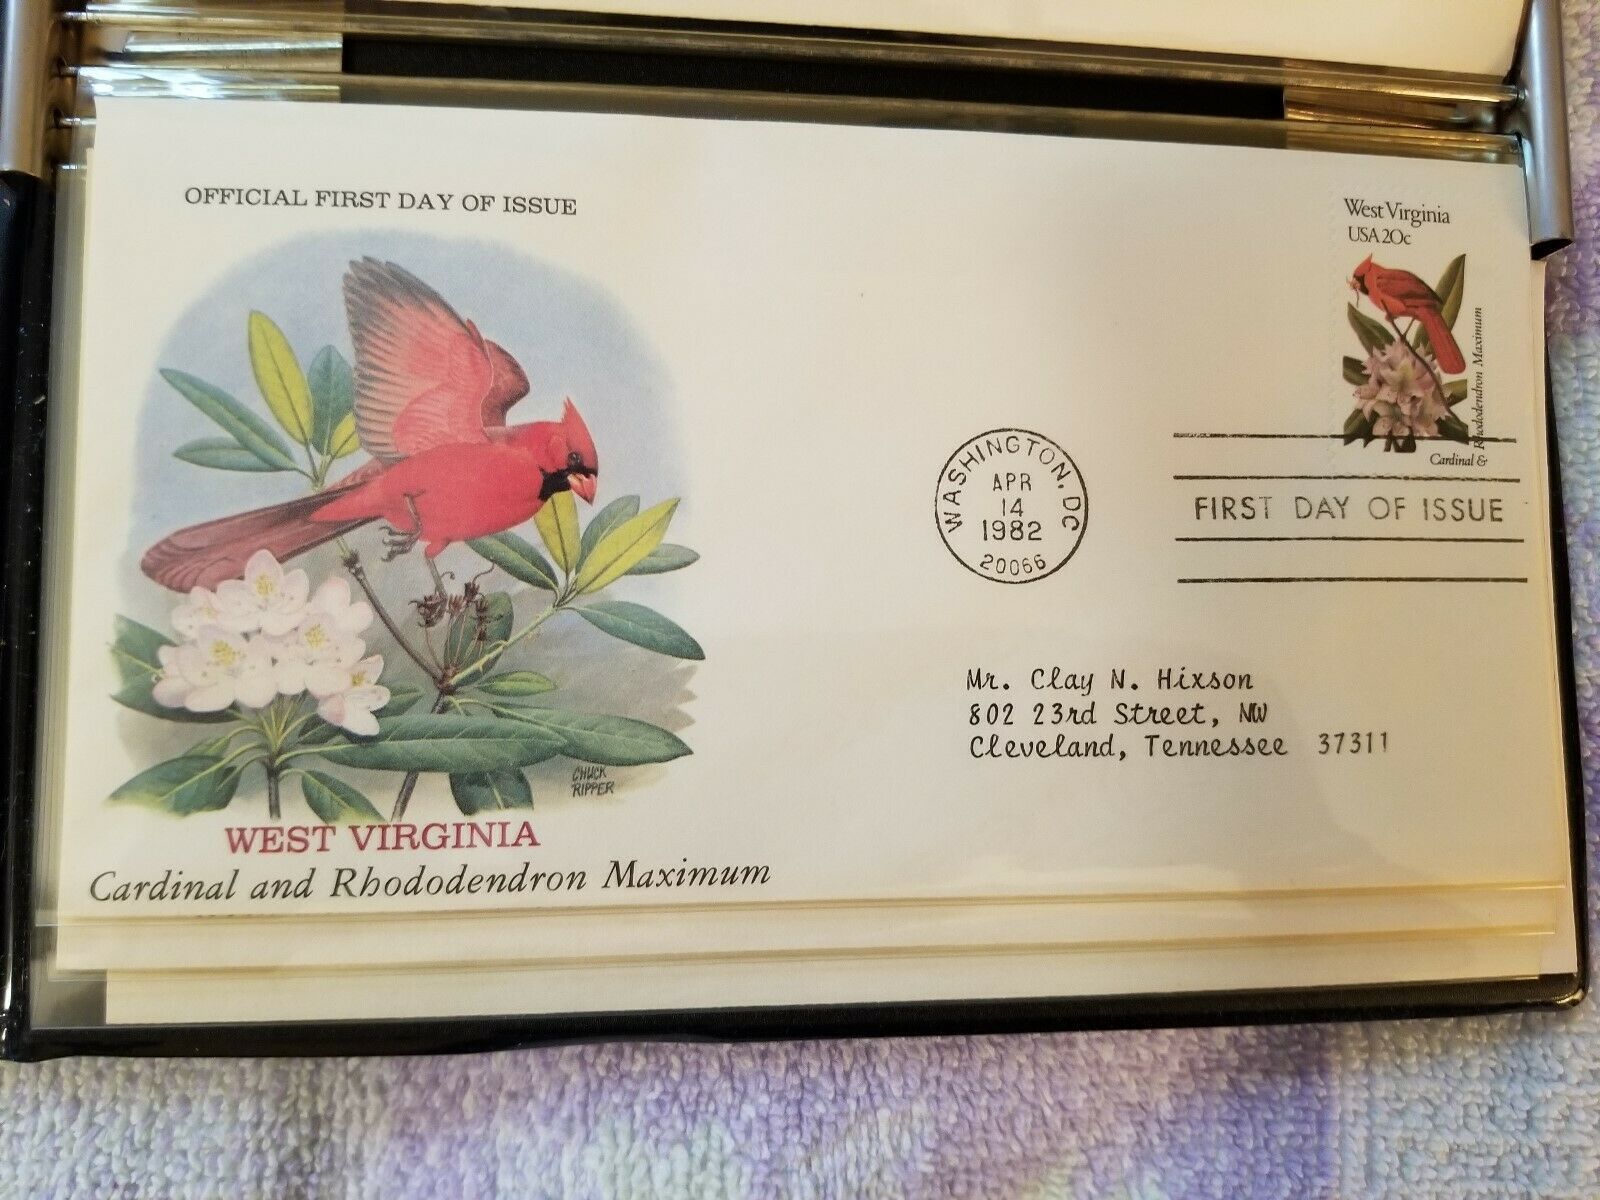 OFFICIAL FIRST DAY OF ISSUE
West Virginia
USA 20c
Rhododendron Maximum
Cardinal &
WASHINGTON, DC
APR
14
1982
20066
FIRST DAY OF ISSUE
Mr. Clay N. Hixson
802 23rd Street, NW
Cleveland, Tennessee 37311
CHUCK
RIPPER
WEST VIRGINIA
Cardinal and Rhododendron Maximum